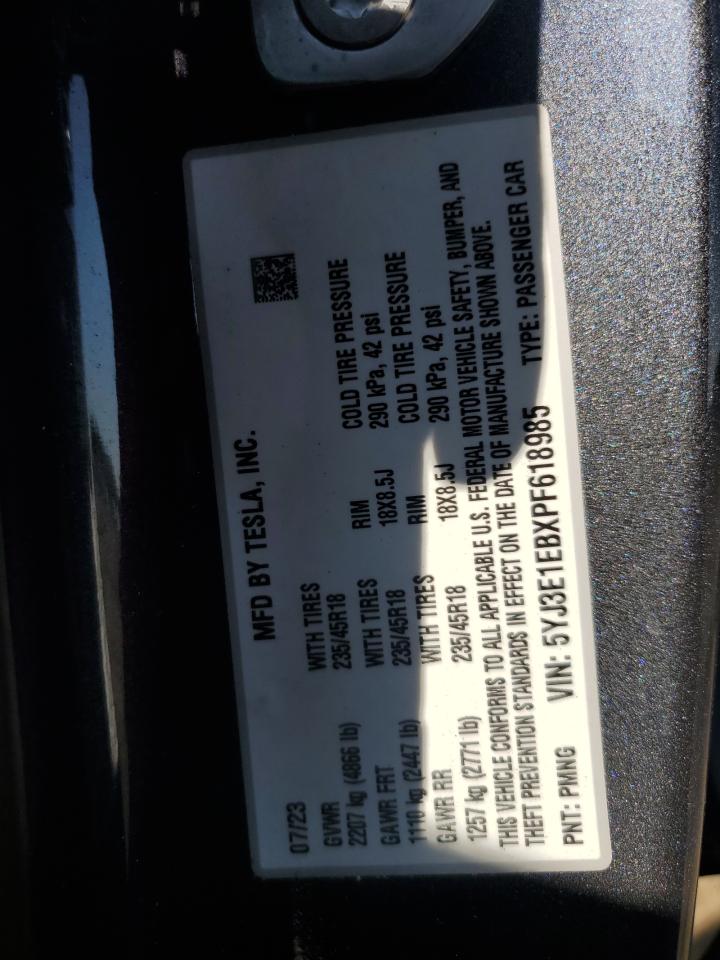 MFD BY TESLA, INC.
07/23
GVWR WITH TIRES RIM COLD TIRE PRESSURE
2207 kg (4866 lb) 235/45R18 18X8.5J 290 kPa, 42 psi
GAWR FRT WITH TIRES RIM COLD TIRE PRESSURE
1110 kg (2447 lb) 235/45R18 18X8.5J 290 kPa, 42 psi
GAWR RR WITH TIRES
1257 kg (2771 lb) 235/45R18
THIS VEHICLE CONFORMS TO ALL APPLICABLE U.S. FEDERAL MOTOR VEHICLE SAFETY, BUMPER, AND
THEFT PREVENTION STANDARDS IN EFFECT ON THE DATE OF MANUFACTURE SHOWN ABOVE.
PNT: PMNG VIN: 5YJ3E1EBXPF618985 TYPE: PASSENGER CAR